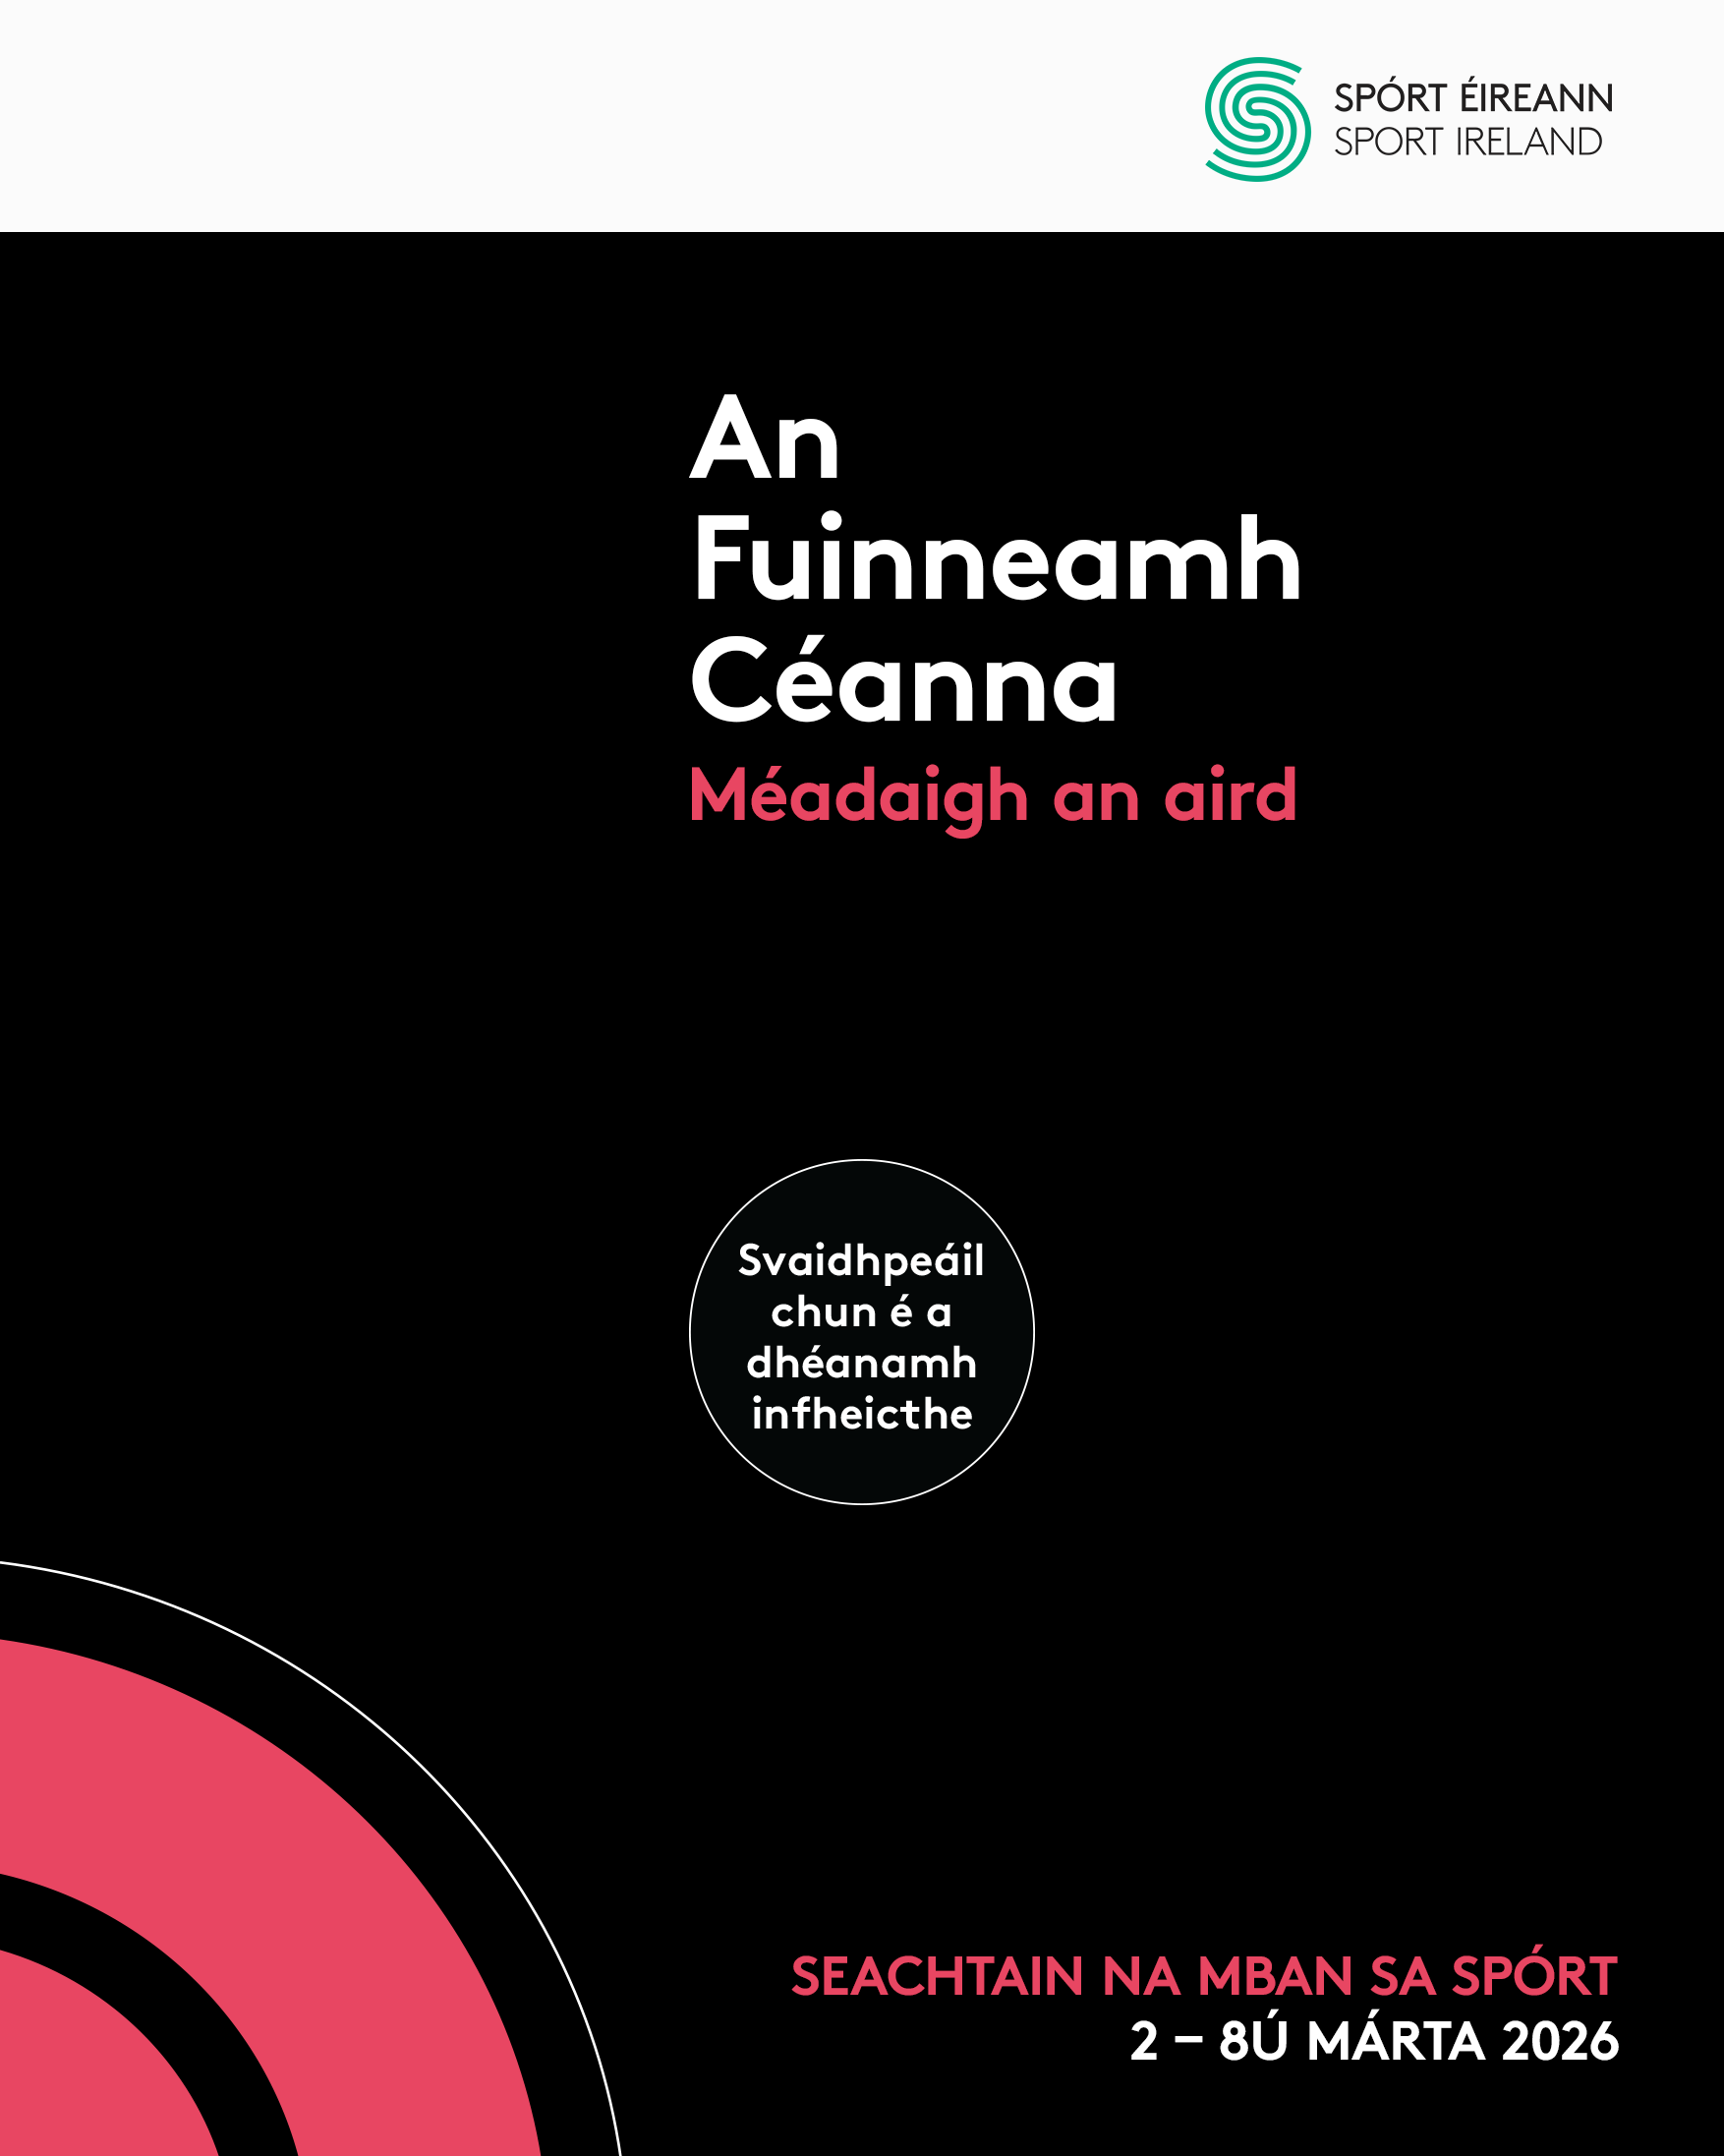 SPÓRT ÉIREANN
SPORT IRELAND
An
Fuinneamh
Céanna
Méadaigh an aird
Svaidhpeáil
chun é a
dhéanamh
infheicthe
SEACHTAIN NA MBAN SA SPÓRT
2 – 8Ú MÁRTA 2026